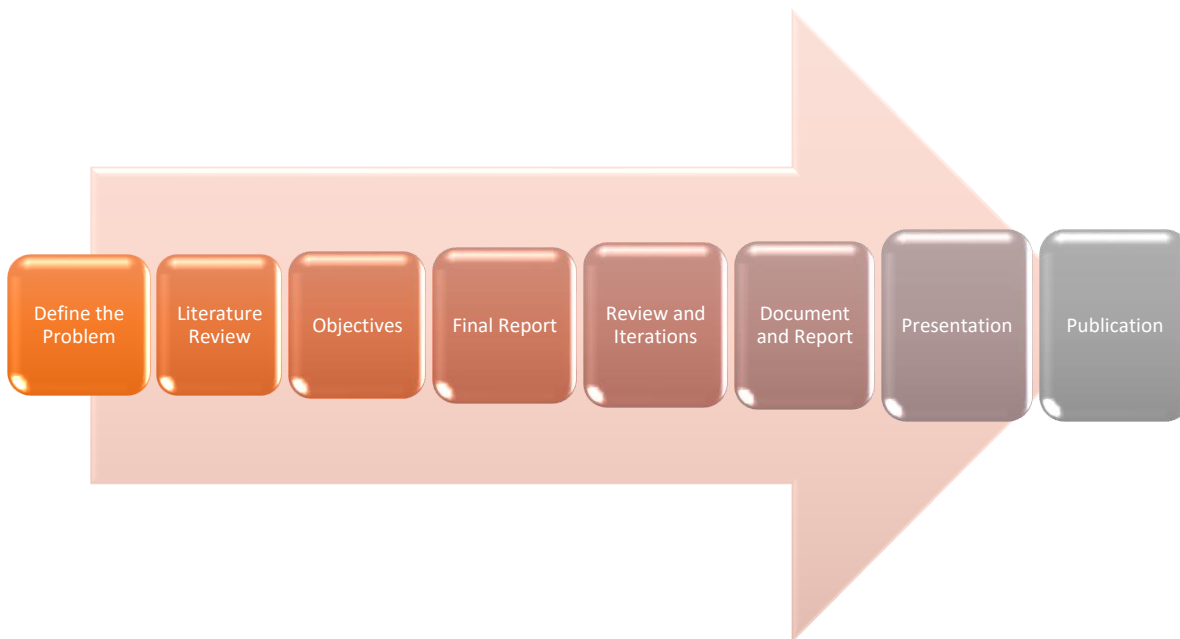 Define the
Problem
Literature
Review
Objectives
Final Report
Review and
Iterations
Document
and Report
Presentation
Publication